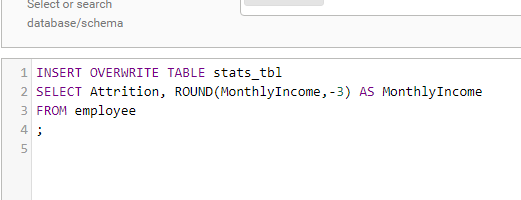 Select or search
database/schema
1 INSERT OVERWRITE TABLE stats_tbl
2 SELECT Attrition, ROUND(MonthlyIncome,-3) AS MonthlyIncome
3 FROM employee
4 ;
5